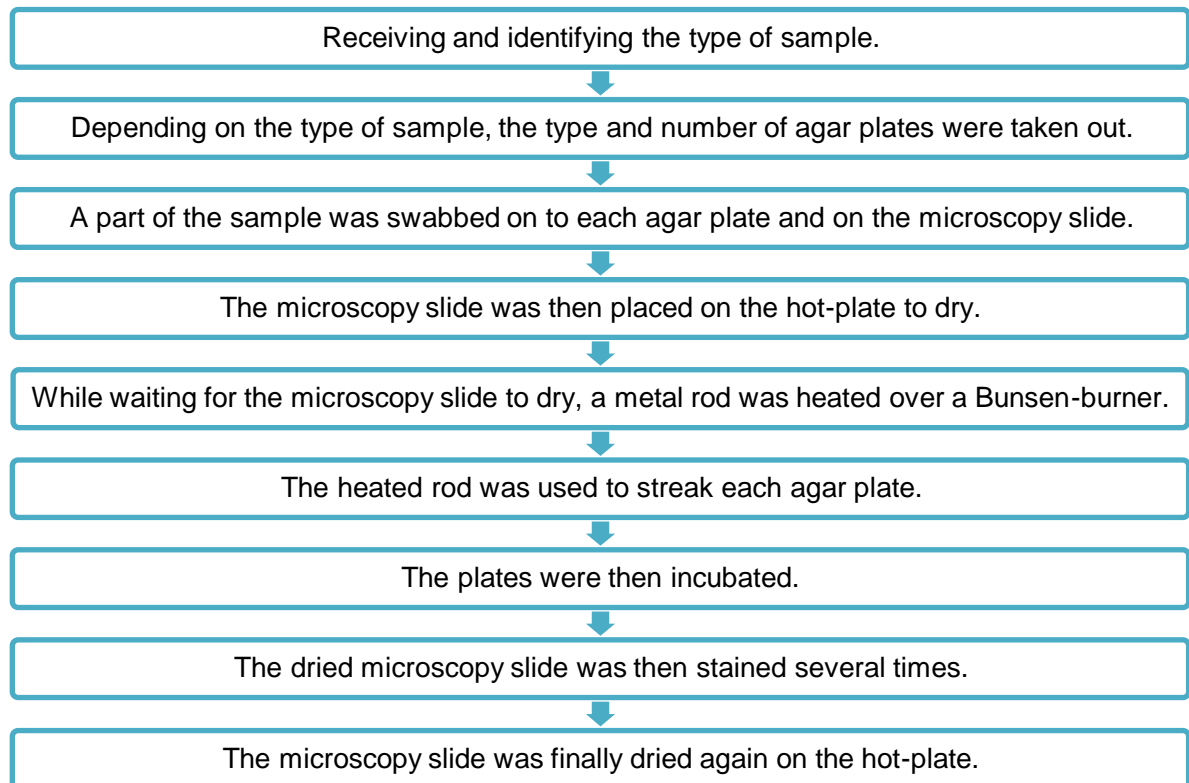 Receiving and identifying the type of sample.
Depending on the type of sample, the type and number of agar plates were taken out.
A part of the sample was swabbed on to each agar plate and on the microscopy slide.
The microscopy slide was then placed on the hot-plate to dry.
While waiting for the microscopy slide to dry, a metal rod was heated over a Bunsen-burner.
The heated rod was used to streak each agar plate.
The plates were then incubated.
The dried microscopy slide was then stained several times.
The microscopy slide was finally dried again on the hot-plate.